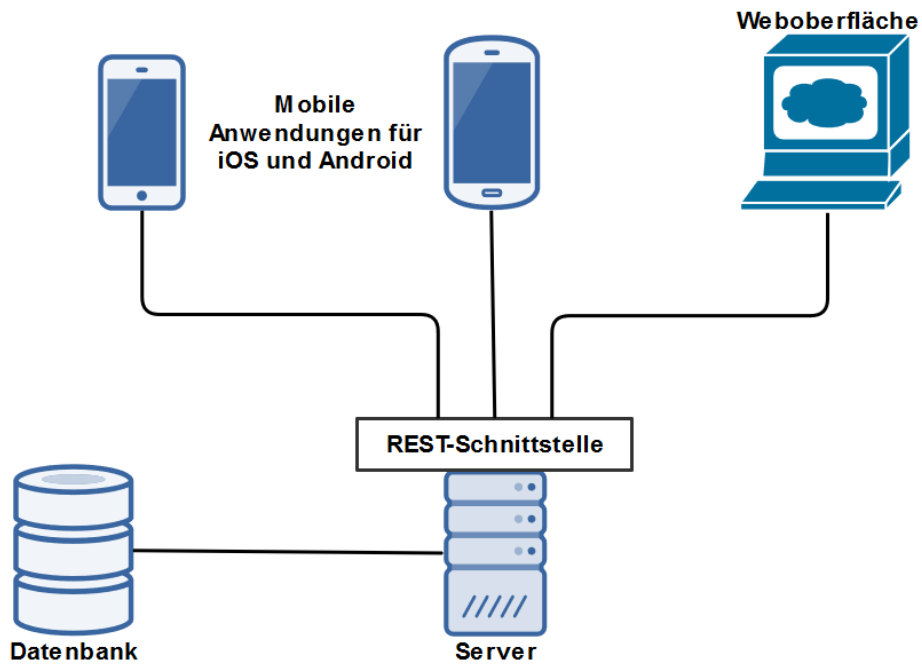 Weboberfläche
Mobile
Anwendungen für
iOS und Android
REST-Schnittstelle
Datenbank
Server